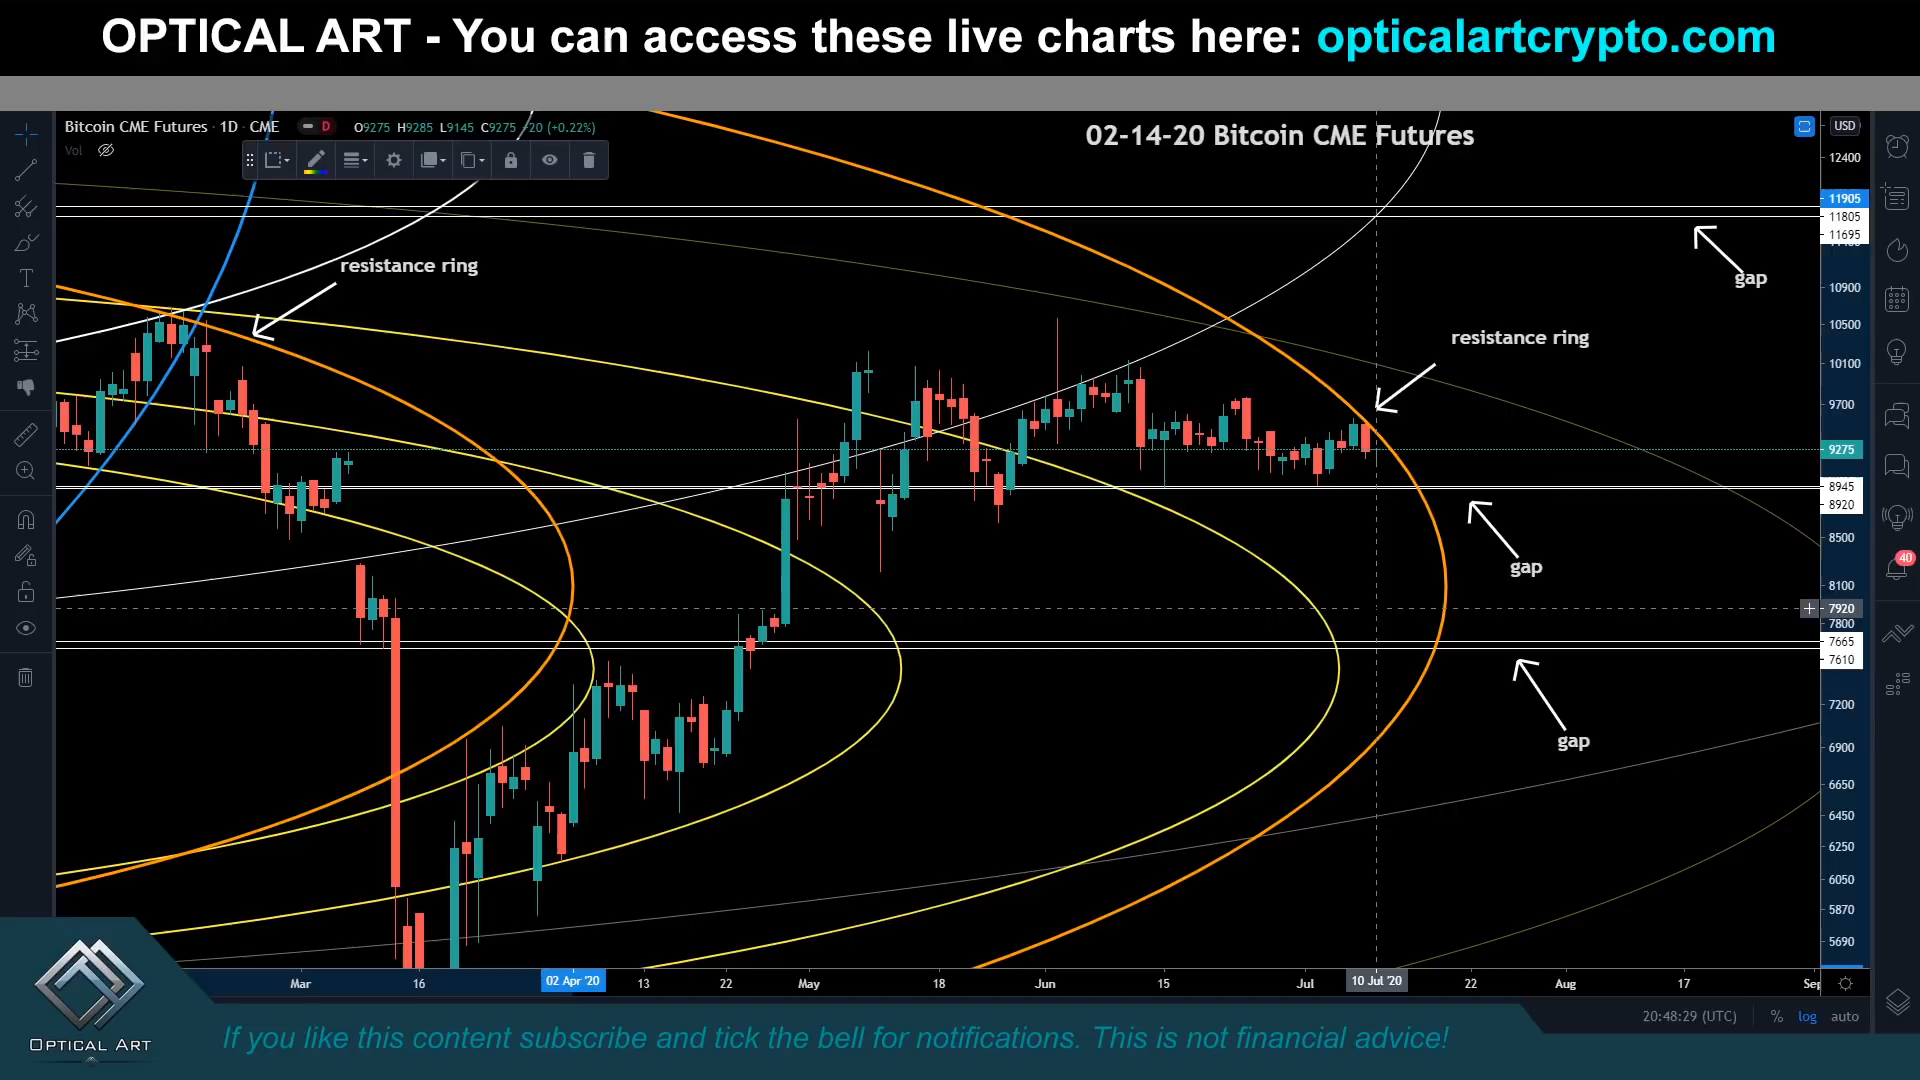 OPTICAL ART - You can access these live charts here: opticalartcrypto.com
Bitcoin CME Futures · 1D · CME D O9275 H9285 L9145 C9275 +20 (+0.22%)
Vol
02-14-20 Bitcoin CME Futures
USD
12400
11905
11805
11695
gap
resistance ring
10900
10500
resistance ring
10100
9700
9275
8945
8920
8500
gap
40
8100
7920
7800
7665
7610
7200
gap
6900
6650
6450
6250
6050
5870
5690
Mar 16 02 Apr '20 13 22 May 18 Jun 15 Jul 10 Jul '20 22 Aug 17 Sep
20:48:29 (UTC) % log auto
OPTICAL ART
If you like this content subscribe and tick the bell for notifications. This is not financial advice!